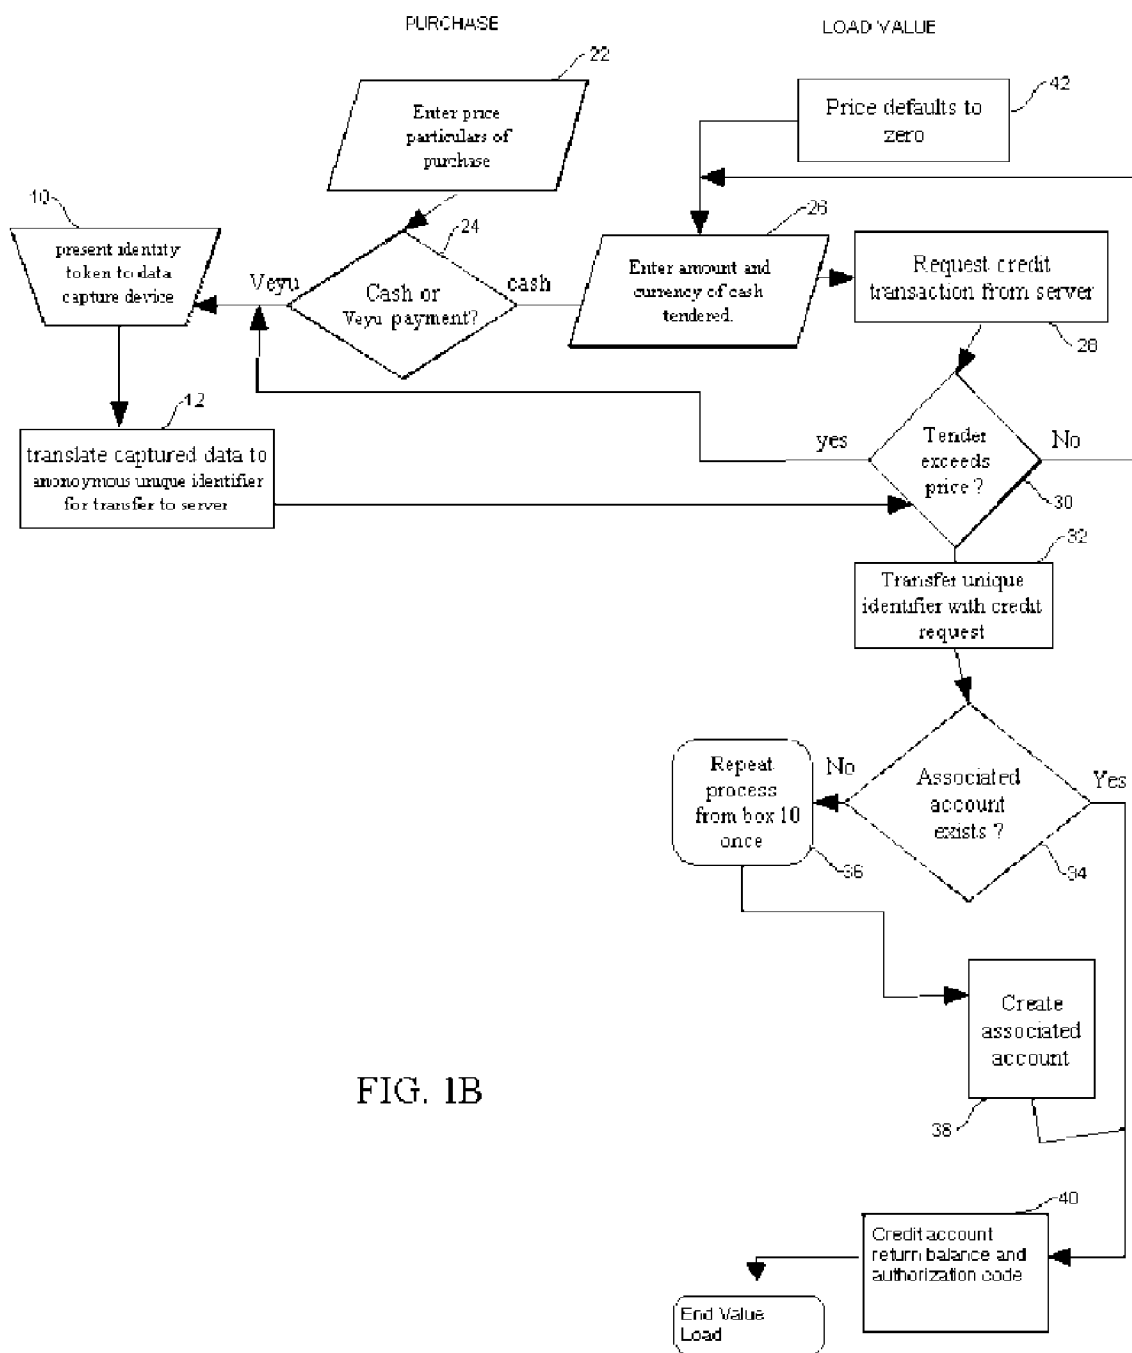 PURCHASE
LOAD VALUE
22
Enter price
particulars of
purchase
42
Price defaults to
zero
10
present identity
token to data
capture device
24
Veyu
Cash or
Veyu payment?
cash
26
Enter amount and
currency of cash
tendered.
Request credit
transaction from server
28
12
translate captured data to
anonymous unique identifier
for transfer to server
yes
Tender
exceeds
price ?
No
30
32
Transfer unique
identifier with credit
request
Repeat
process
from box 10
once
36
No
Associated
account
exists ?
Yes
34
Create
associated
account
38
FIG. 1B
40
Credit account
return balance and
authorization code
End Value
Load